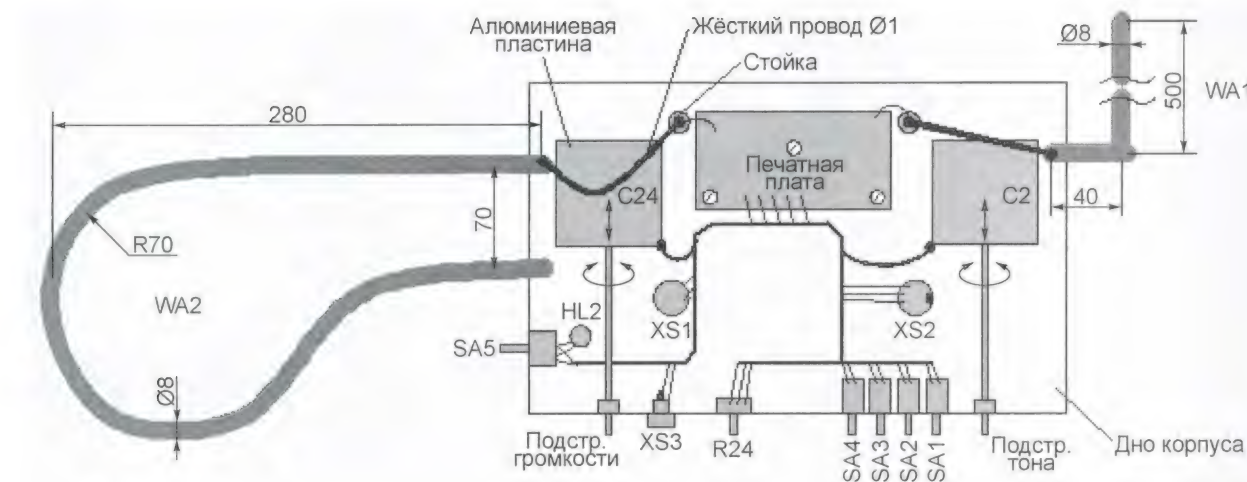 Алюминиевая
пластина
Жёсткий провод Ø1
Стойка
Ø8
500
WA1
280
Печатная
плата
C24
C2
40
70
R70
WA2
HL2
XS1
XS2
SA5
Ø8
Подстр.
громкости
XS3
R24
SA4
SA3
SA2
SA1
Подстр.
тона
Дно корпуса